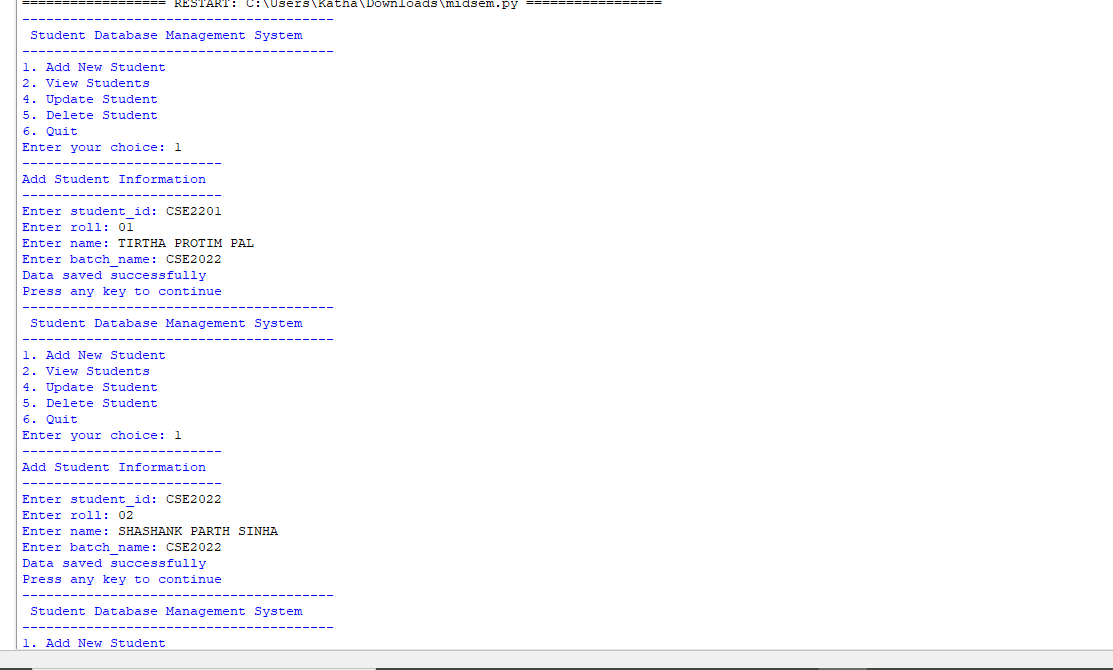 ================== RESTART: C:\Users\Katha\Downloads\midsem.py =================
---------------------------------------
 Student Database Management System
---------------------------------------
1. Add New Student
2. View Students
4. Update Student
5. Delete Student
6. Quit
Enter your choice: 1
-------------------------
Add Student Information
-------------------------
Enter student_id: CSE2201
Enter roll: 01
Enter name: TIRTHA PROTIM PAL
Enter batch_name: CSE2022
Data saved successfully
Press any key to continue
---------------------------------------
 Student Database Management System
---------------------------------------
1. Add New Student
2. View Students
4. Update Student
5. Delete Student
6. Quit
Enter your choice: 1
-------------------------
Add Student Information
-------------------------
Enter student_id: CSE2022
Enter roll: 02
Enter name: SHASHANK PARTH SINHA
Enter batch_name: CSE2022
Data saved successfully
Press any key to continue
---------------------------------------
 Student Database Management System
---------------------------------------
1. Add New Student